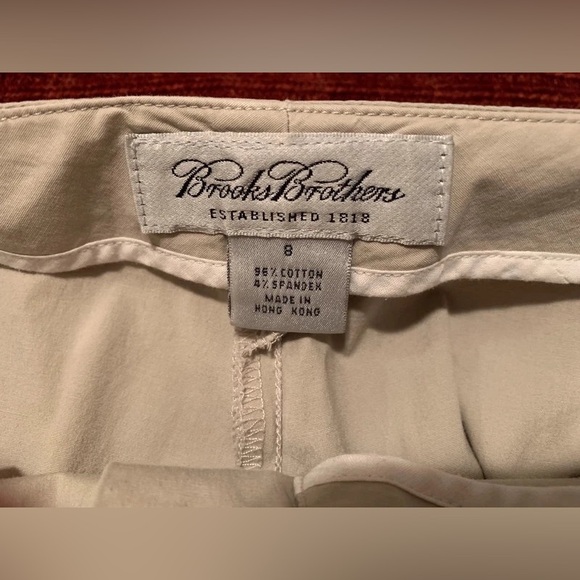 Brooks Brothers
ESTABLISHED 1818
8
96% COTTON
4% SPANDEX
MADE IN
HONG KONG